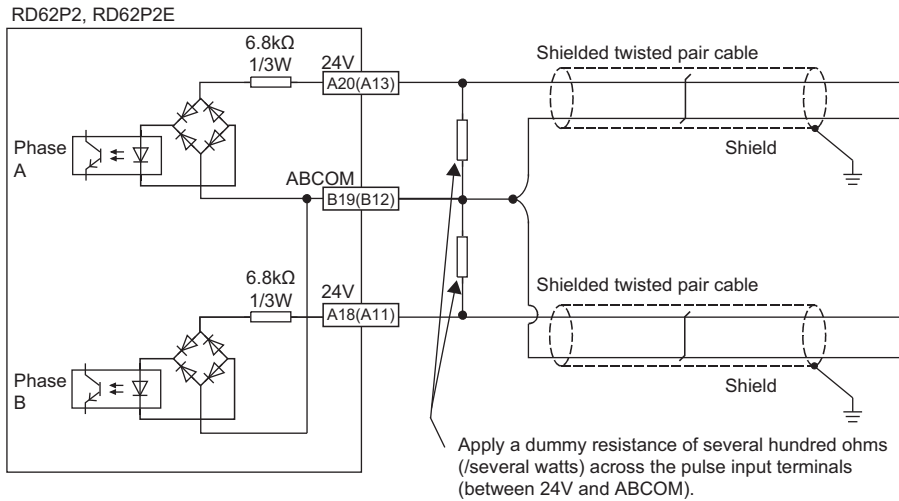 RD62P2, RD62P2E
6.8kΩ
1/3W
24V
A20(A13)
Shielded twisted pair cable
Phase
A
Shield
ABCOM
B19(B12)
6.8kΩ
1/3W
24V
A18(A11)
Shielded twisted pair cable
Phase
B
Shield
Apply a dummy resistance of several hundred ohms
(/several watts) across the pulse input terminals
(between 24V and ABCOM).